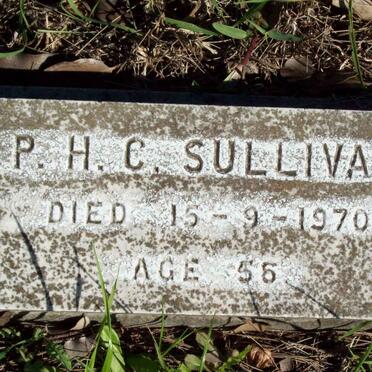 P. H. C. SULLIVA
DIED 15-9-1970
AGE 56